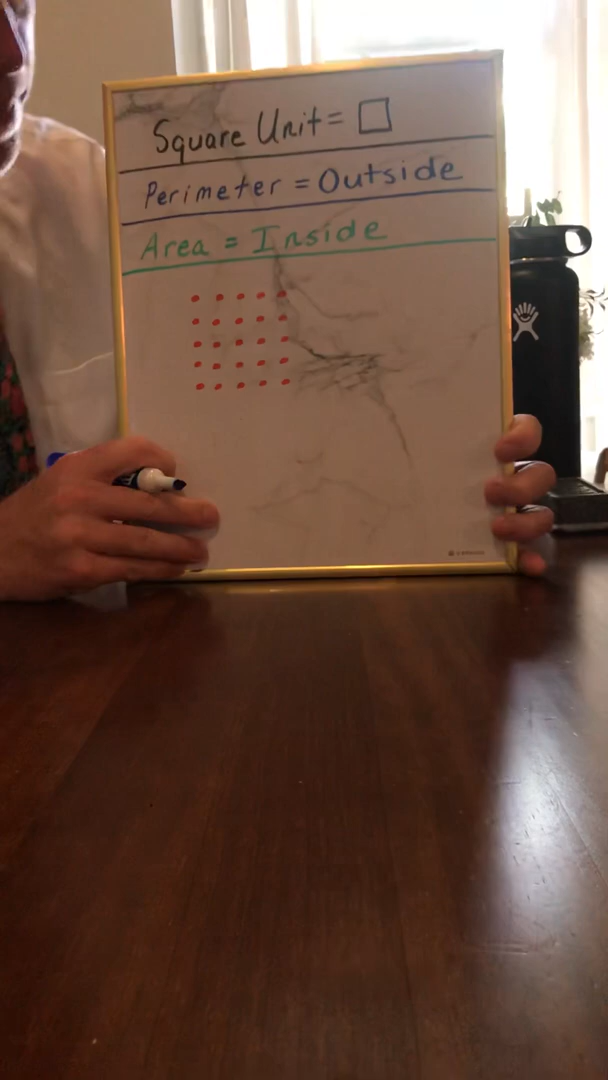 Square Unit = □
Perimeter = Outside
Area = Inside